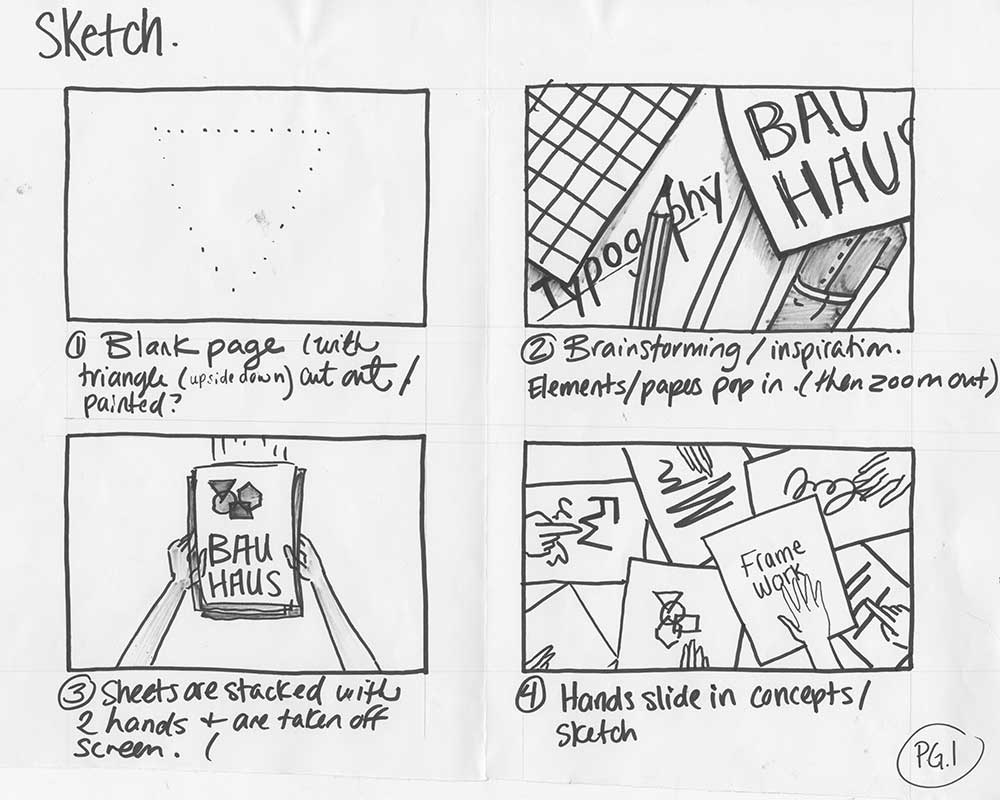 Sketch.
① Blank page (with
triangle (upside down) cut out /
painted?
Typography
BAU
HAUS
② Brainstorming / inspiration.
Elements/papers pop in. (then zoom out)
BAU
HAUS
③ Sheets are stacked with
2 hands + are taken off
screen. (
Frame
work
④ Hands slide in concepts /
sketch
PG.1